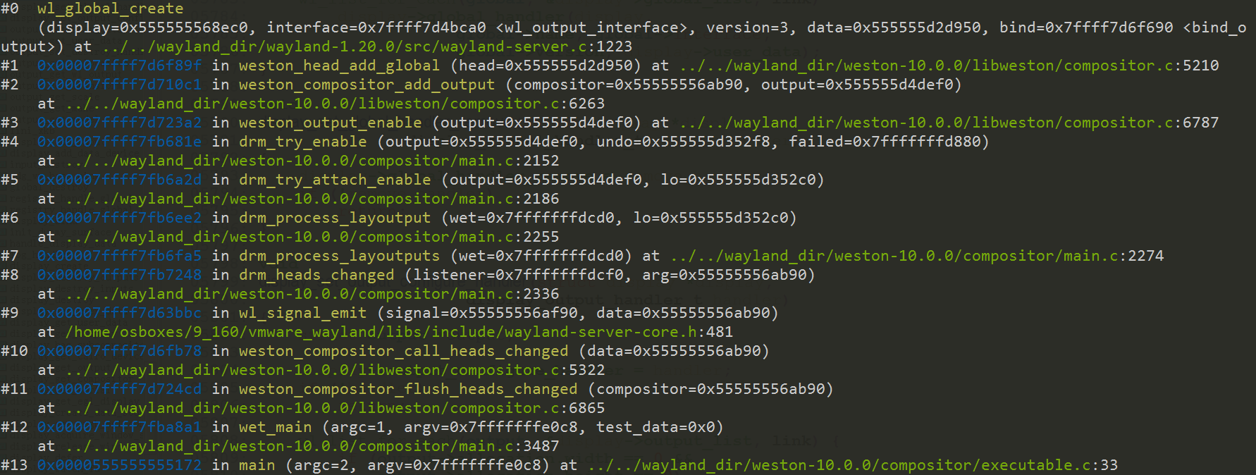 #0  wl_global_create
    (display=0x555555568ec0, interface=0x7ffff7d4bca0 <wl_output_interface>, version=3, data=0x555555d2d950, bind=0x7ffff7d6f690 <bind_o
utput>) at ../../wayland_dir/wayland-1.20.0/src/wayland-server.c:1223
#1  0x00007ffff7d6f89f in weston_head_add_global (head=0x555555d2d950) at ../../wayland_dir/weston-10.0.0/libweston/compositor.c:5210
#2  0x00007ffff7d710c1 in weston_compositor_add_output (compositor=0x55555556ab90, output=0x555555d4def0)
    at ../../wayland_dir/weston-10.0.0/libweston/compositor.c:6263
#3  0x00007ffff7d723a2 in weston_output_enable (output=0x555555d4def0) at ../../wayland_dir/weston-10.0.0/libweston/compositor.c:6787
#4  0x00007ffff7fb681e in drm_try_enable (output=0x555555d4def0, undo=0x555555d352f8, failed=0x7fffffffd880)
    at ../../wayland_dir/weston-10.0.0/compositor/main.c:2152
#5  0x00007ffff7fb6a2d in drm_try_attach_enable (output=0x555555d4def0, lo=0x555555d352c0)
    at ../../wayland_dir/weston-10.0.0/compositor/main.c:2186
#6  0x00007ffff7fb6ee2 in drm_process_layoutput (wet=0x7fffffffdcd0, lo=0x555555d352c0)
    at ../../wayland_dir/weston-10.0.0/compositor/main.c:2255
#7  0x00007ffff7fb6fa5 in drm_process_layoutputs (wet=0x7fffffffdcd0) at ../../wayland_dir/weston-10.0.0/compositor/main.c:2274
#8  0x00007ffff7fb7248 in drm_heads_changed (listener=0x7fffffffdcf0, arg=0x55555556ab90)
    at ../../wayland_dir/weston-10.0.0/compositor/main.c:2336
#9  0x00007ffff7d63bbc in wl_signal_emit (signal=0x55555556af90, data=0x55555556ab90)
    at /home/osboxes/9_160/vmware_wayland/libs/include/wayland-server-core.h:481
#10 0x00007ffff7d6fb78 in weston_compositor_call_heads_changed (data=0x55555556ab90)
    at ../../wayland_dir/weston-10.0.0/libweston/compositor.c:5322
#11 0x00007ffff7d724cd in weston_compositor_flush_heads_changed (compositor=0x55555556ab90)
    at ../../wayland_dir/weston-10.0.0/libweston/compositor.c:6865
#12 0x00007ffff7fba8a1 in wet_main (argc=1, argv=0x7fffffffe0c8, test_data=0x0)
    at ../../wayland_dir/weston-10.0.0/compositor/main.c:3487
#13 0x0000555555555172 in main (argc=2, argv=0x7fffffffe0c8) at ../../wayland_dir/weston-10.0.0/compositor/executable.c:33